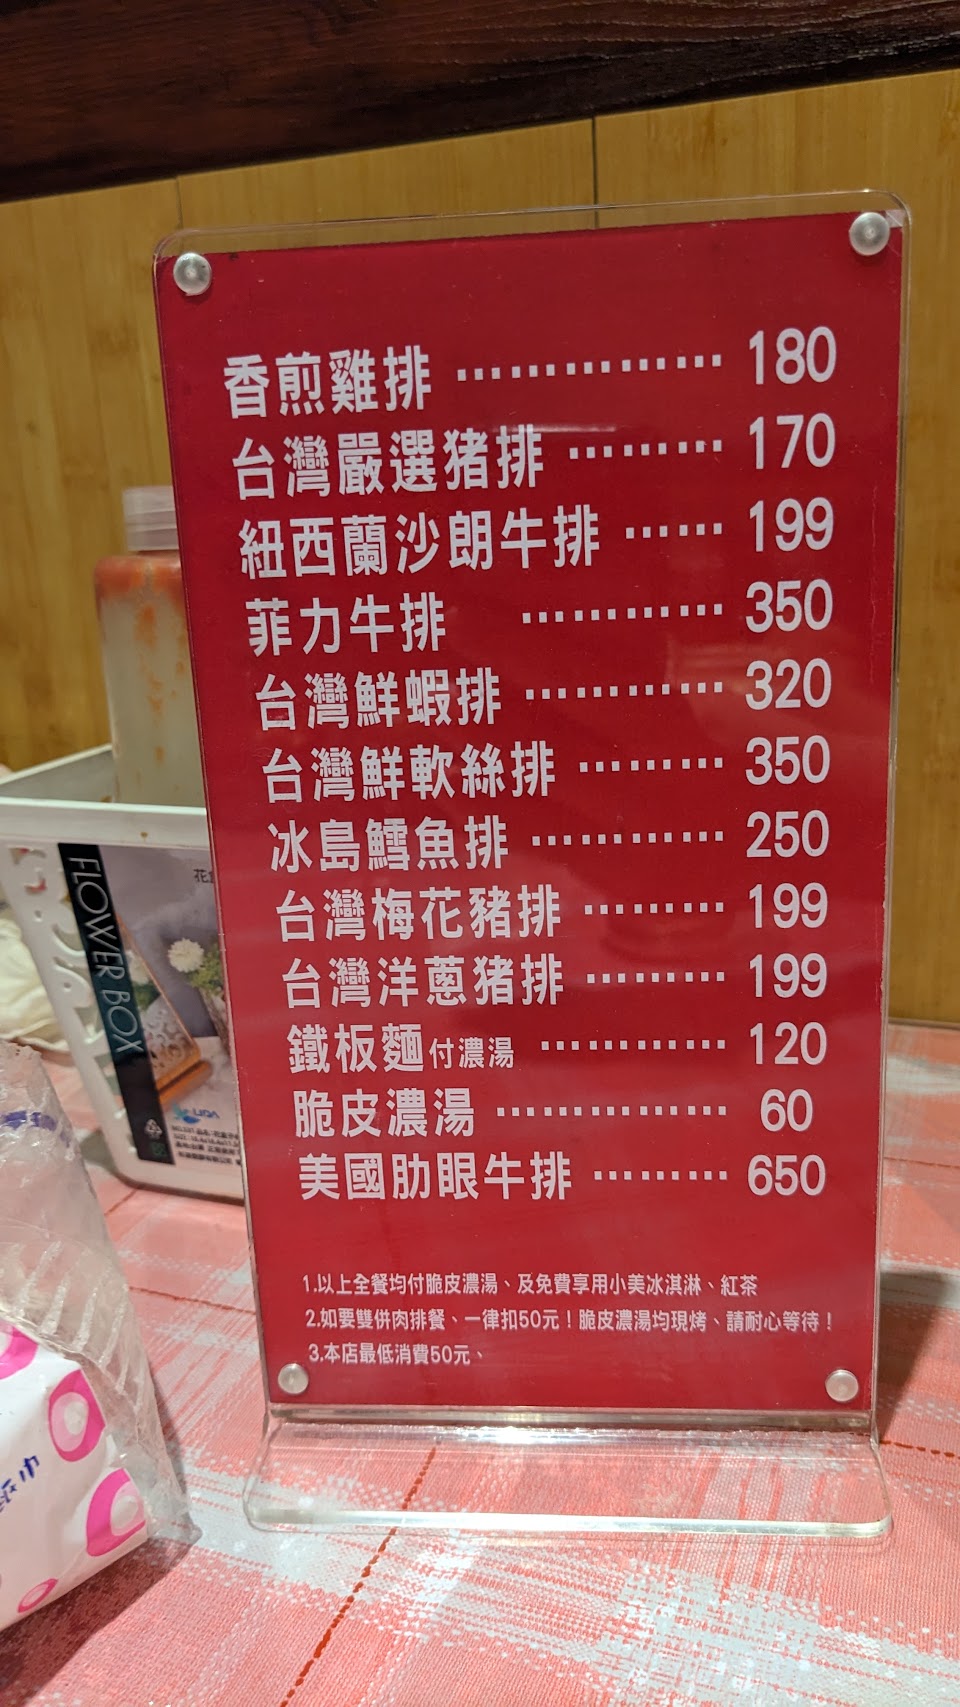 香煎雞排 …………… 180
台灣嚴選猪排 ……… 170
紐西蘭沙朗牛排 …… 199
菲力牛排 ………… 350
台灣鮮蝦排 ………… 320
台灣鮮軟絲排 ……… 350
冰島鱈魚排 ………… 250
台灣梅花豬排 ……… 199
台灣洋蔥猪排 ……… 199
鐵板麵付濃湯 ………… 120
脆皮濃湯 …………… 60
美國肋眼牛排 ……… 650
1.以上全餐均付脆皮濃湯、及免費享用小美冰淇淋、紅茶
2.如要雙併肉排餐、一律扣50元！脆皮濃湯均現烤、請耐心等待！
3.本店最低消費50元、
FLOWER BOX
花
LIDA
巾